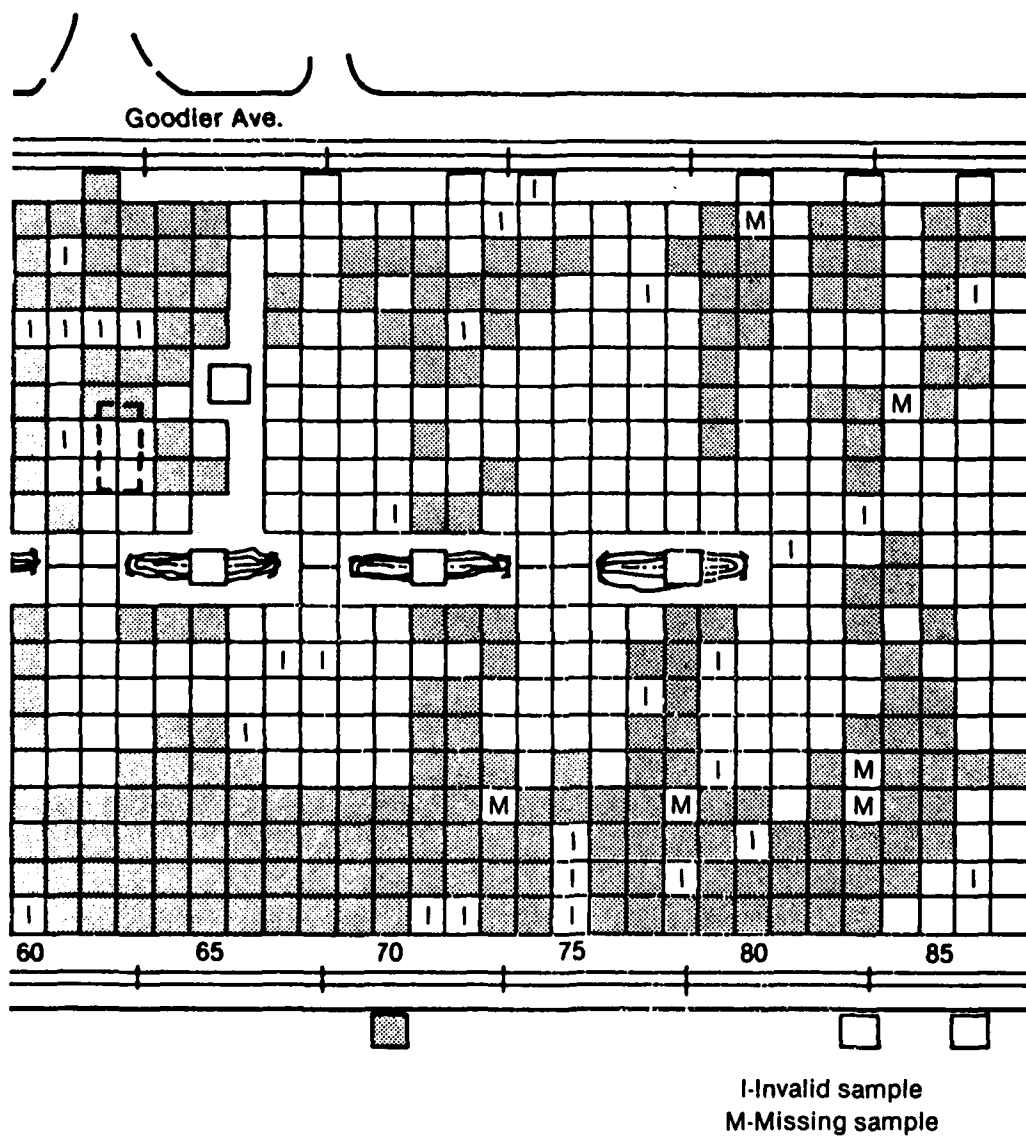 Goodier Ave.
I
I M
I
I I
I I I I I
M
I
I I
I
I I I
I
I
I M
M M M
I I
I I I
I I I I
60 65 70 75 80 85
I-Invalid sample
M-Missing sample